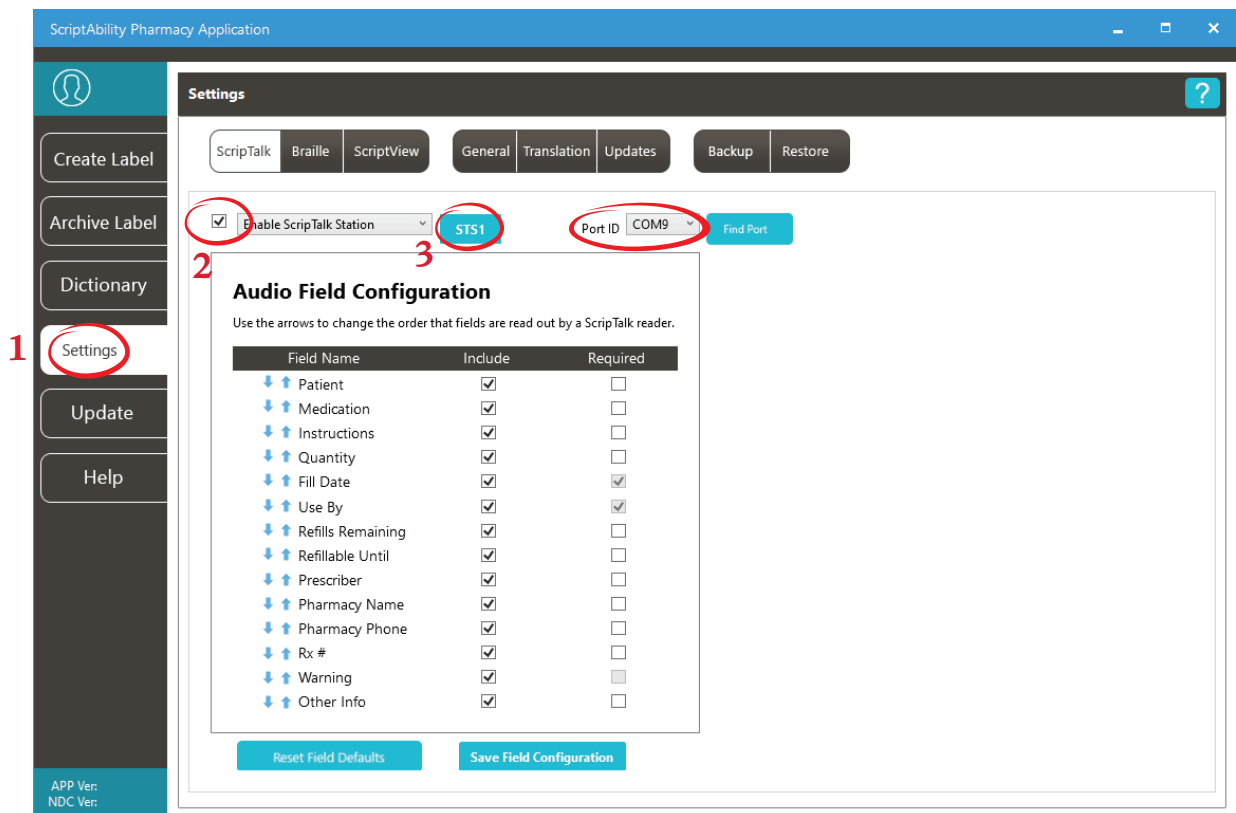 ScriptAbility Pharmacy Application
Settings
?
Create Label
Archive Label
Dictionary
1
Settings
Update
Help
APP Ver:
NDC Ver:
ScripTalk Braille ScriptView General Translation Updates Backup Restore
Enable ScripTalk Station STS1 Port ID COM9 Find Port
2 3
Audio Field Configuration
Use the arrows to change the order that fields are read out by a ScripTalk reader.
Field Name Include Required
Patient
Medication
Instructions
Quantity
Fill Date
Use By
Refills Remaining
Refillable Until
Prescriber
Pharmacy Name
Pharmacy Phone
Rx #
Warning
Other Info
Reset Field Defaults Save Field Configuration